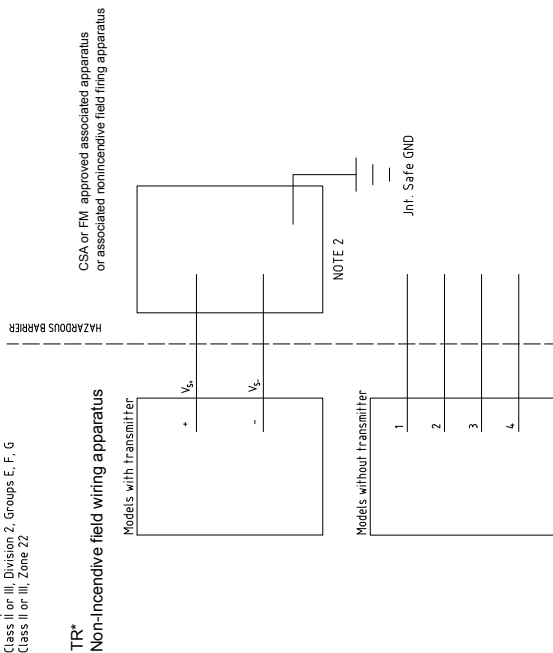 Class II or III, Division 2, Groups E, F, G
Class II or III, Zone 22
TR*
Non-Incendive field wiring apparatus
HAZARDOUS BARRIER
CSA or FM approved associated apparatus
or associated nonincendive field firing apparatus
Models with transmitter
+
VS+
-
VS-
NOTE 2
Jnt. Safe GND
Models without transmitter
1
2
3
4